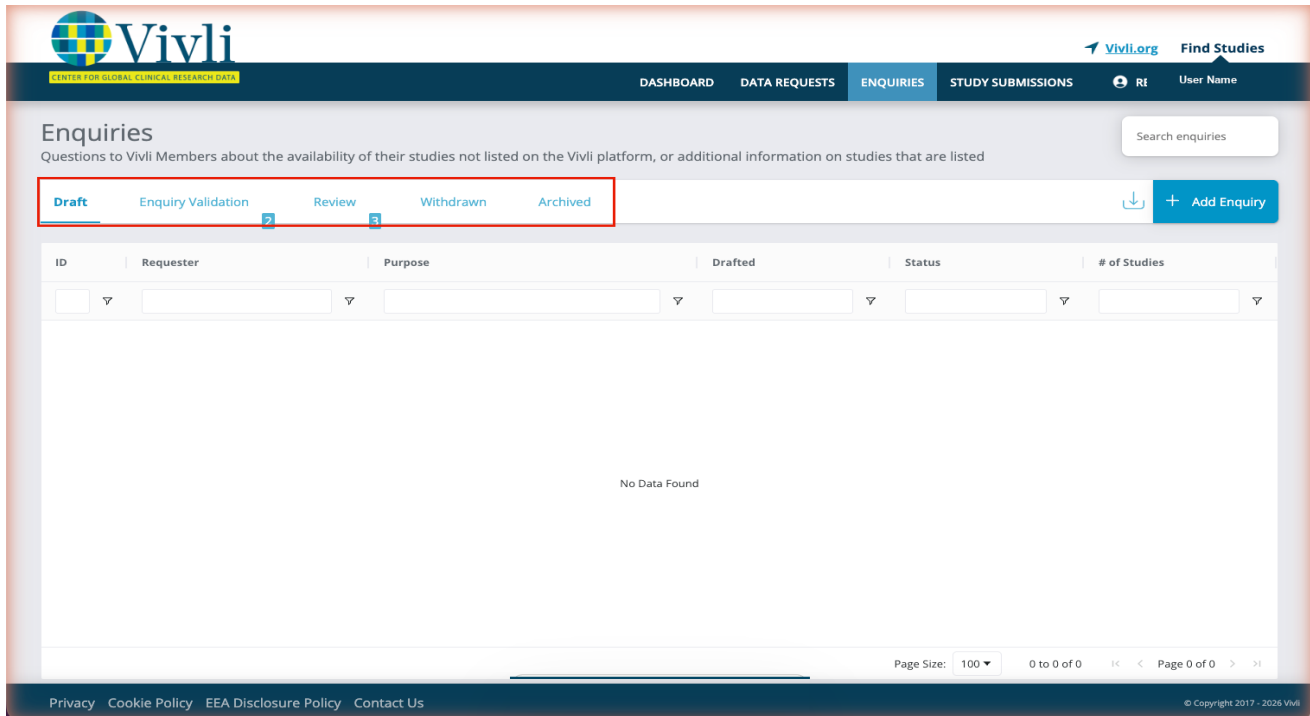 Vivli
CENTER FOR GLOBAL CLINICAL RESEARCH DATA
Vivli.org Find Studies
DASHBOARD DATA REQUESTS ENQUIRIES STUDY SUBMISSIONS RE User Name
Enquiries
Search enquiries
Questions to Vivli Members about the availability of their studies not listed on the Vivli platform, or additional information on studies that are listed
Draft Enquiry Validation 2 Review 3 Withdrawn Archived + Add Enquiry
ID Requester Purpose Drafted Status # of Studies
No Data Found
Page Size: 100 0 to 0 of 0 Page 0 of 0
Privacy Cookie Policy EEA Disclosure Policy Contact Us © Copyright 2017 - 2026 Vivli